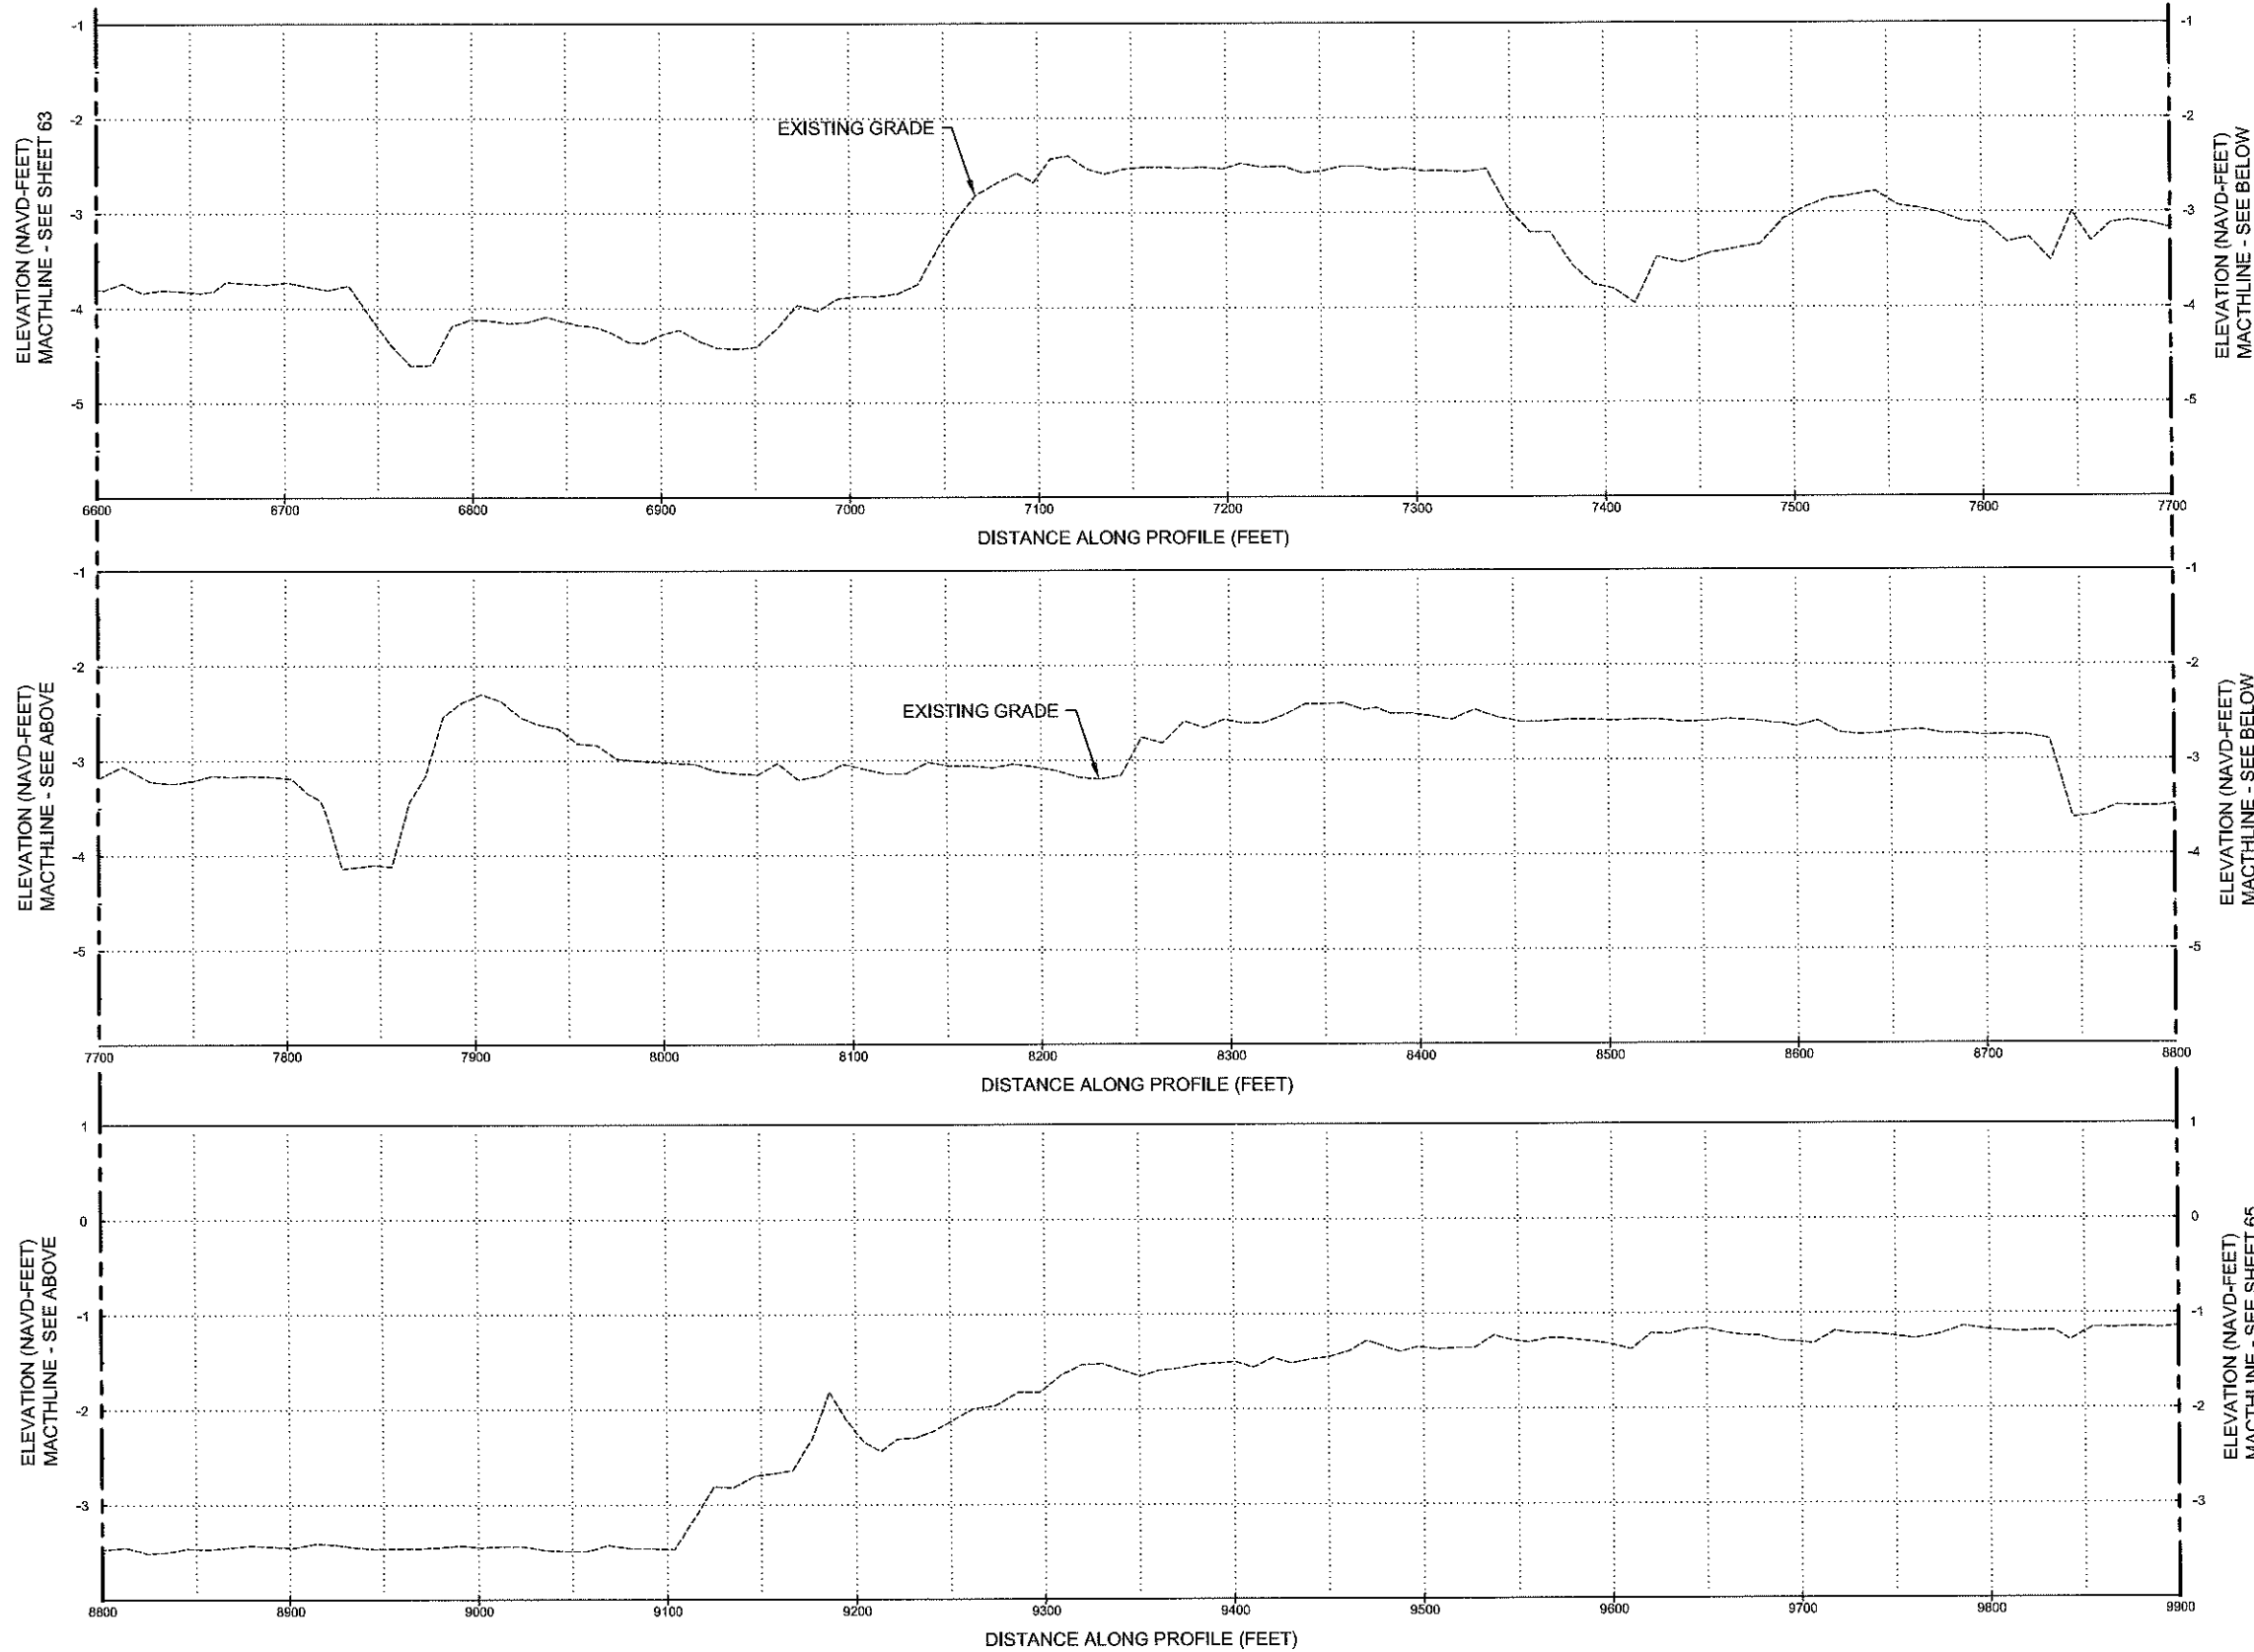 -1
-2
-3
-4
-5
ELEVATION (NAVD-FEET)
MACTHLINE - SEE SHEET 63
EXISTING GRADE
-1
-2
-3
-4
-5
ELEVATION (NAVD-FEET)
MACTHLINE - SEE BELOW
6600 6700 6800 6900 7000 7100 7200 7300 7400 7500 7600 7700
DISTANCE ALONG PROFILE (FEET)
-1
-2
-3
-4
-5
ELEVATION (NAVD-FEET)
MACTHLINE - SEE ABOVE
EXISTING GRADE
-1
-2
-3
-4
-5
ELEVATION (NAVD-FEET)
MACTHLINE - SEE BELOW
7700 7800 7900 8000 8100 8200 8300 8400 8500 8600 8700 8800
DISTANCE ALONG PROFILE (FEET)
1
0
-1
-2
-3
ELEVATION (NAVD-FEET)
MACTHLINE - SEE ABOVE
1
0
-1
-2
-3
ELEVATION (NAVD-FEET)
MACTHLINE - SEE SHEET 65
8800 8900 9000 9100 9200 9300 9400 9500 9600 9700 9800 9900
DISTANCE ALONG PROFILE (FEET)